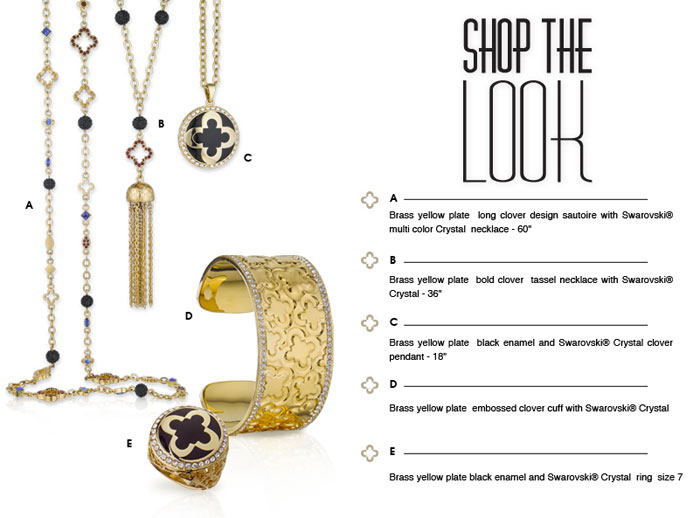 SHOP THE
LOOK
A
B
C
D
E
A
Brass yellow plate long clover design sautoire with Swarovski®
multi color Crystal necklace - 60"
B
Brass yellow plate bold clover tassel necklace with Swarovski®
Crystal - 36"
C
Brass yellow plate black enamel and Swarovski® Crystal clover
pendant - 18"
D
Brass yellow plate embossed clover cuff with Swarovski® Crystal
E
Brass yellow plate black enamel and Swarovski® Crystal ring size 7